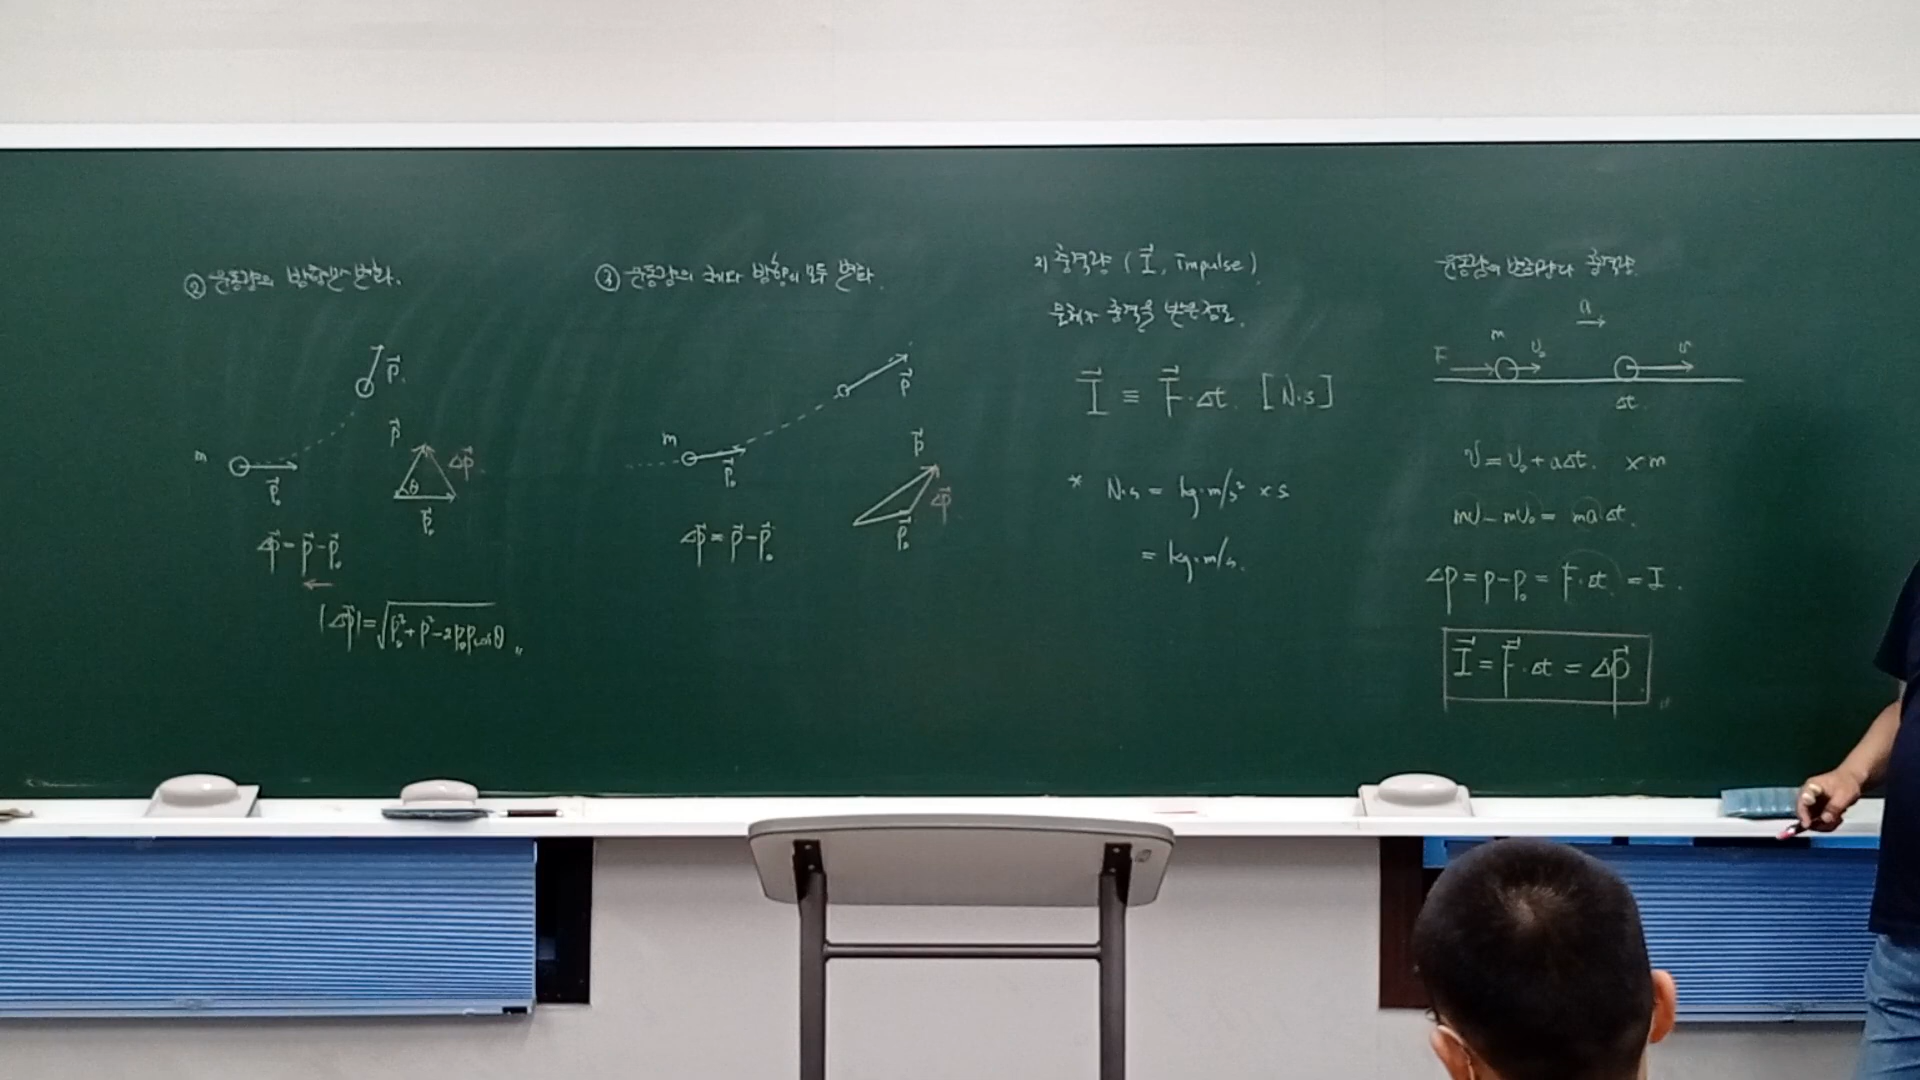 ② 운동량의 방향만 변화.
m
p⃗₀
p⃗
p⃗
θ
Δp⃗
p⃗₀
Δp⃗ = p⃗ - p⃗₀
|Δp⃗| = √(p₀² + p² - 2p₀p cosθ) 〃
③ 운동량의 크기와 방향이 모두 변화.
m
p⃗₀
p⃗
p⃗
Δp⃗
p⃗₀
Δp⃗ = p⃗ - p⃗₀
2) 충격량 ( I⃗, impulse )
물체가 충격을 받은 정도.
I⃗ ≡ F⃗·Δt. [N·s]
* N·s = kg·m/s² × s
= kg·m/s.
운동량의 변화량과 충격량.
a
F m v₀ v
Δt
v = v₀ + aΔt. × m
mv - mv₀ = maΔt.
Δp = p - p₀ = F·Δt = I.
I⃗ = F⃗·Δt = Δp⃗. 〃